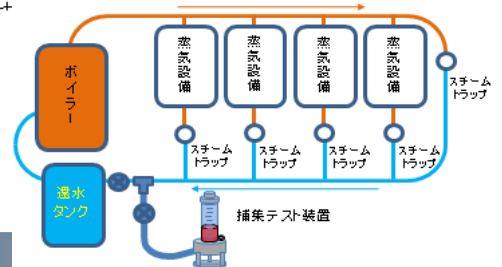 ボイラー
蒸気設備
蒸気設備
蒸気設備
蒸気設備
スチーム
トラップ
スチーム
トラップ
スチーム
トラップ
スチーム
トラップ
スチーム
トラップ
還水
タンク
捕集テスト装置